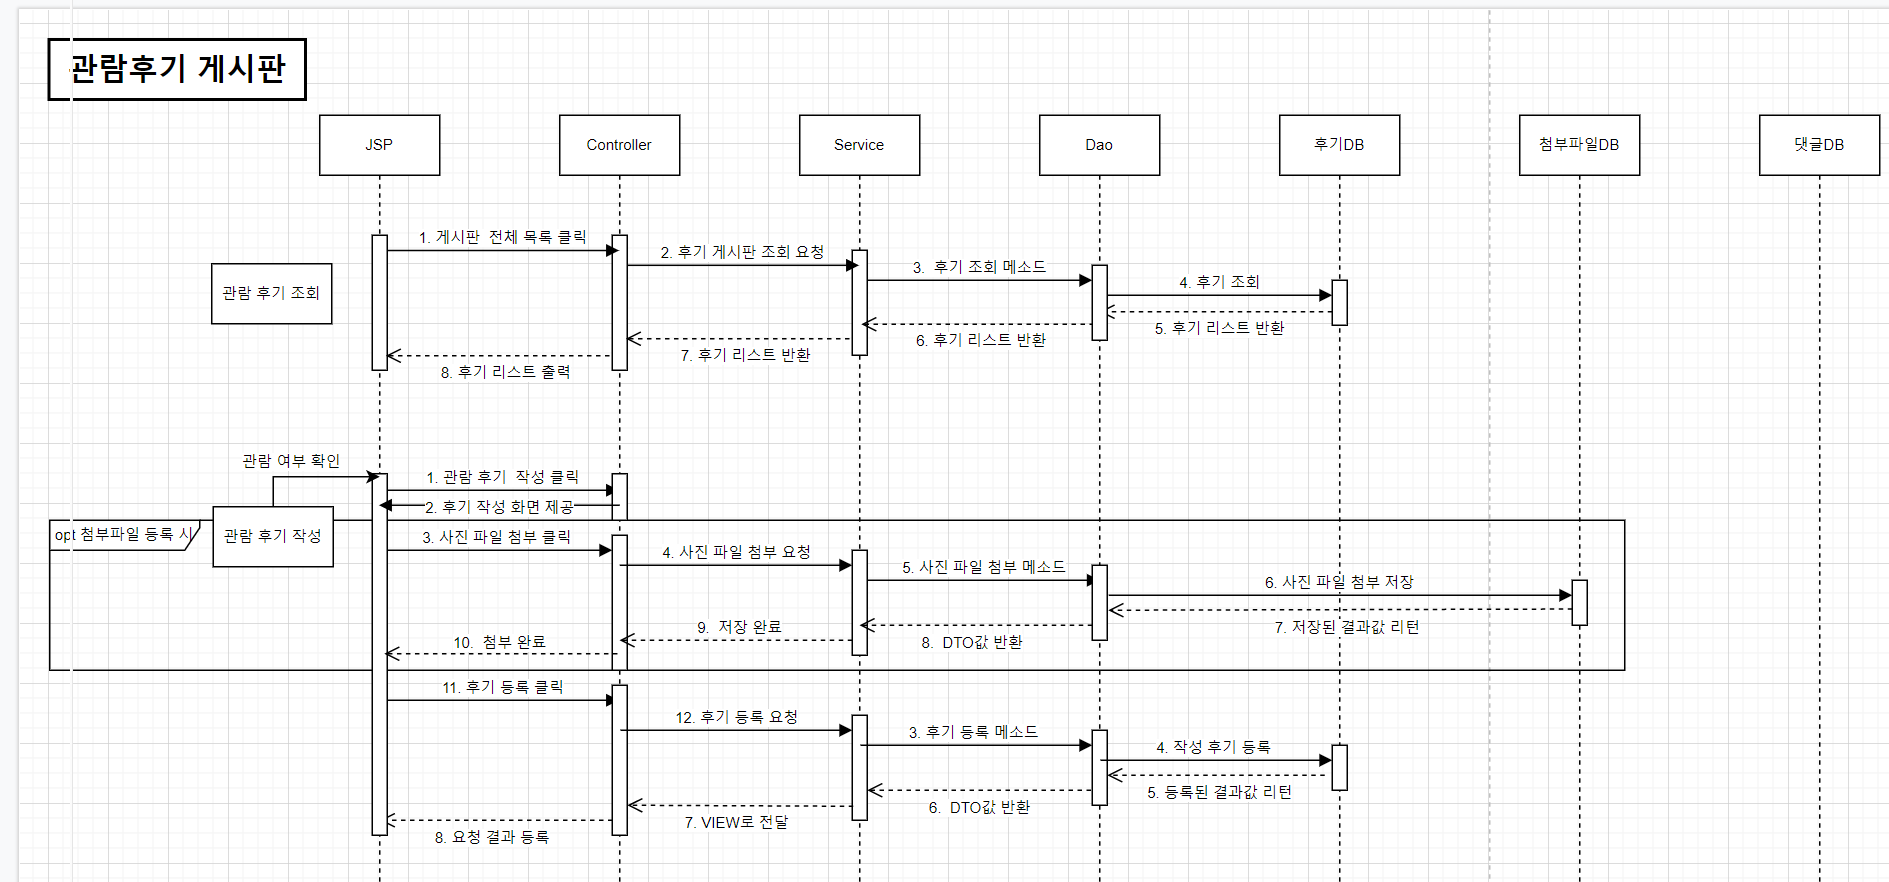 관람후기 게시판
JSP
Controller
Service
Dao
후기DB
첨부파일DB
댓글DB
관람 후기 조회
1. 게시판  전체 목록 클릭
2. 후기 게시판 조회 요청
3.  후기 조회 메소드
4. 후기 조회
5. 후기 리스트 반환
6. 후기 리스트 반환
7. 후기 리스트 반환
8. 후기 리스트 출력
관람 여부 확인
관람 후기 작성
1. 관람 후기  작성 클릭
2. 후기 작성 화면 제공
opt 첨부파일 등록 시
3. 사진 파일 첨부 클릭
4. 사진 파일 첨부 요청
5. 사진 파일 첨부 메소드
6. 사진 파일 첨부 저장
7. 저장된 결과값 리턴
8.  DTO값 반환
9.  저장 완료
10.  첨부 완료
11. 후기 등록 클릭
12. 후기 등록 요청
3. 후기 등록 메소드
4. 작성 후기 등록
5. 등록된 결과값 리턴
6.  DTO값 반환
7. VIEW로 전달
8. 요청 결과 등록